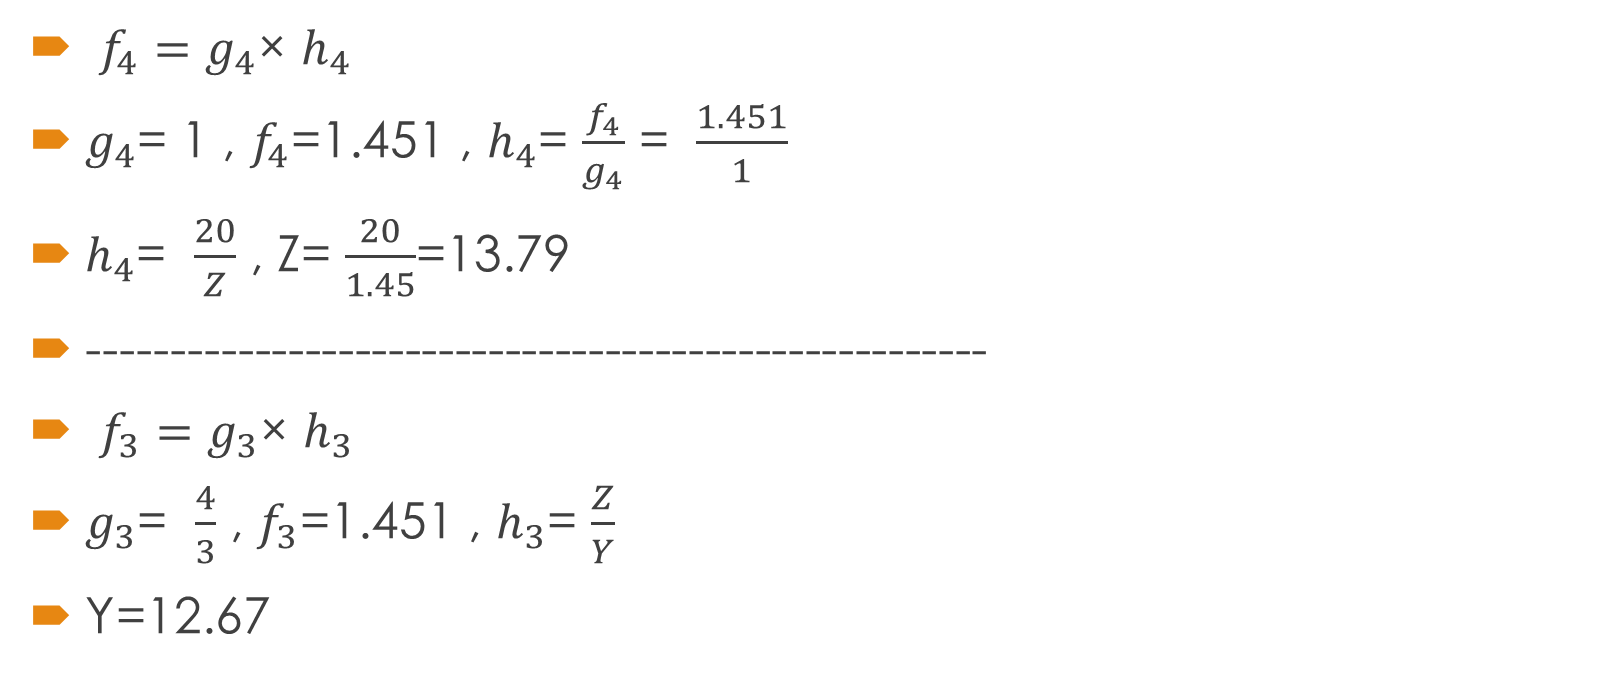 f₄ = g₄× h₄
g₄= 1 , f₄=1.451 , h₄= f₄/g₄ = 1.451/1
h₄= 20/Z , Z= 20/1.45=13.79
------------------------------------------------------
f₃ = g₃× h₃
g₃= 4/3 , f₃=1.451 , h₃= Z/Y
Y=12.67